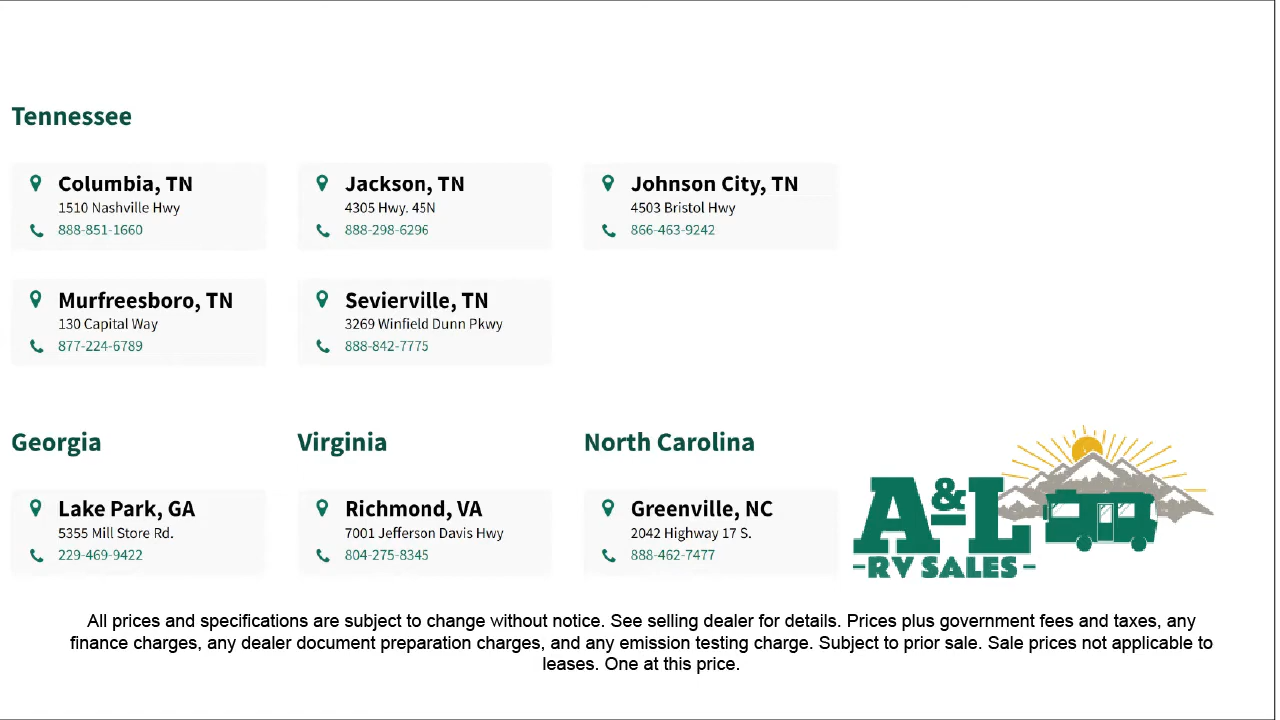 Tennessee
Columbia, TN
1510 Nashville Hwy
888-851-1660
Jackson, TN
4305 Hwy. 45N
888-298-6296
Johnson City, TN
4503 Bristol Hwy
866-463-9242
Murfreesboro, TN
130 Capital Way
877-224-6789
Sevierville, TN
3269 Winfield Dunn Pkwy
888-842-7775
Georgia
Lake Park, GA
5355 Mill Store Rd.
229-469-9422
Virginia
Richmond, VA
7001 Jefferson Davis Hwy
804-275-8345
North Carolina
Greenville, NC
2042 Highway 17 S.
888-462-7477
A&L
-RV SALES-
All prices and specifications are subject to change without notice. See selling dealer for details. Prices plus government fees and taxes, any
finance charges, any dealer document preparation charges, and any emission testing charge. Subject to prior sale. Sale prices not applicable to
leases. One at this price.